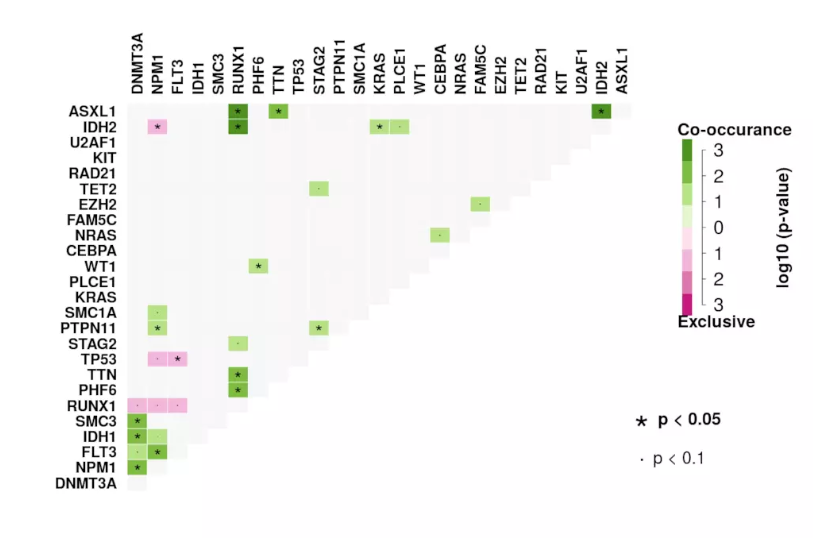 DNMT3A NPM1 FLT3 IDH1 SMC3 RUNX1 PHF6 TTN TP53 STAG2 PTPN11 SMC1A KRAS PLCE1 WT1 CEBPA NRAS FAM5C EZH2 TET2 RAD21 KIT U2AF1 IDH2 ASXL1
ASXL1
IDH2
U2AF1
KIT
RAD21
TET2
EZH2
FAM5C
NRAS
CEBPA
WT1
PLCE1
KRAS
SMC1A
PTPN11
STAG2
TP53
TTN
PHF6
RUNX1
SMC3
IDH1
FLT3
NPM1
DNMT3A
Co-occurance
3
2
1
0
1
2
3
Exclusive
log10 (p-value)
* p < 0.05
· p < 0.1